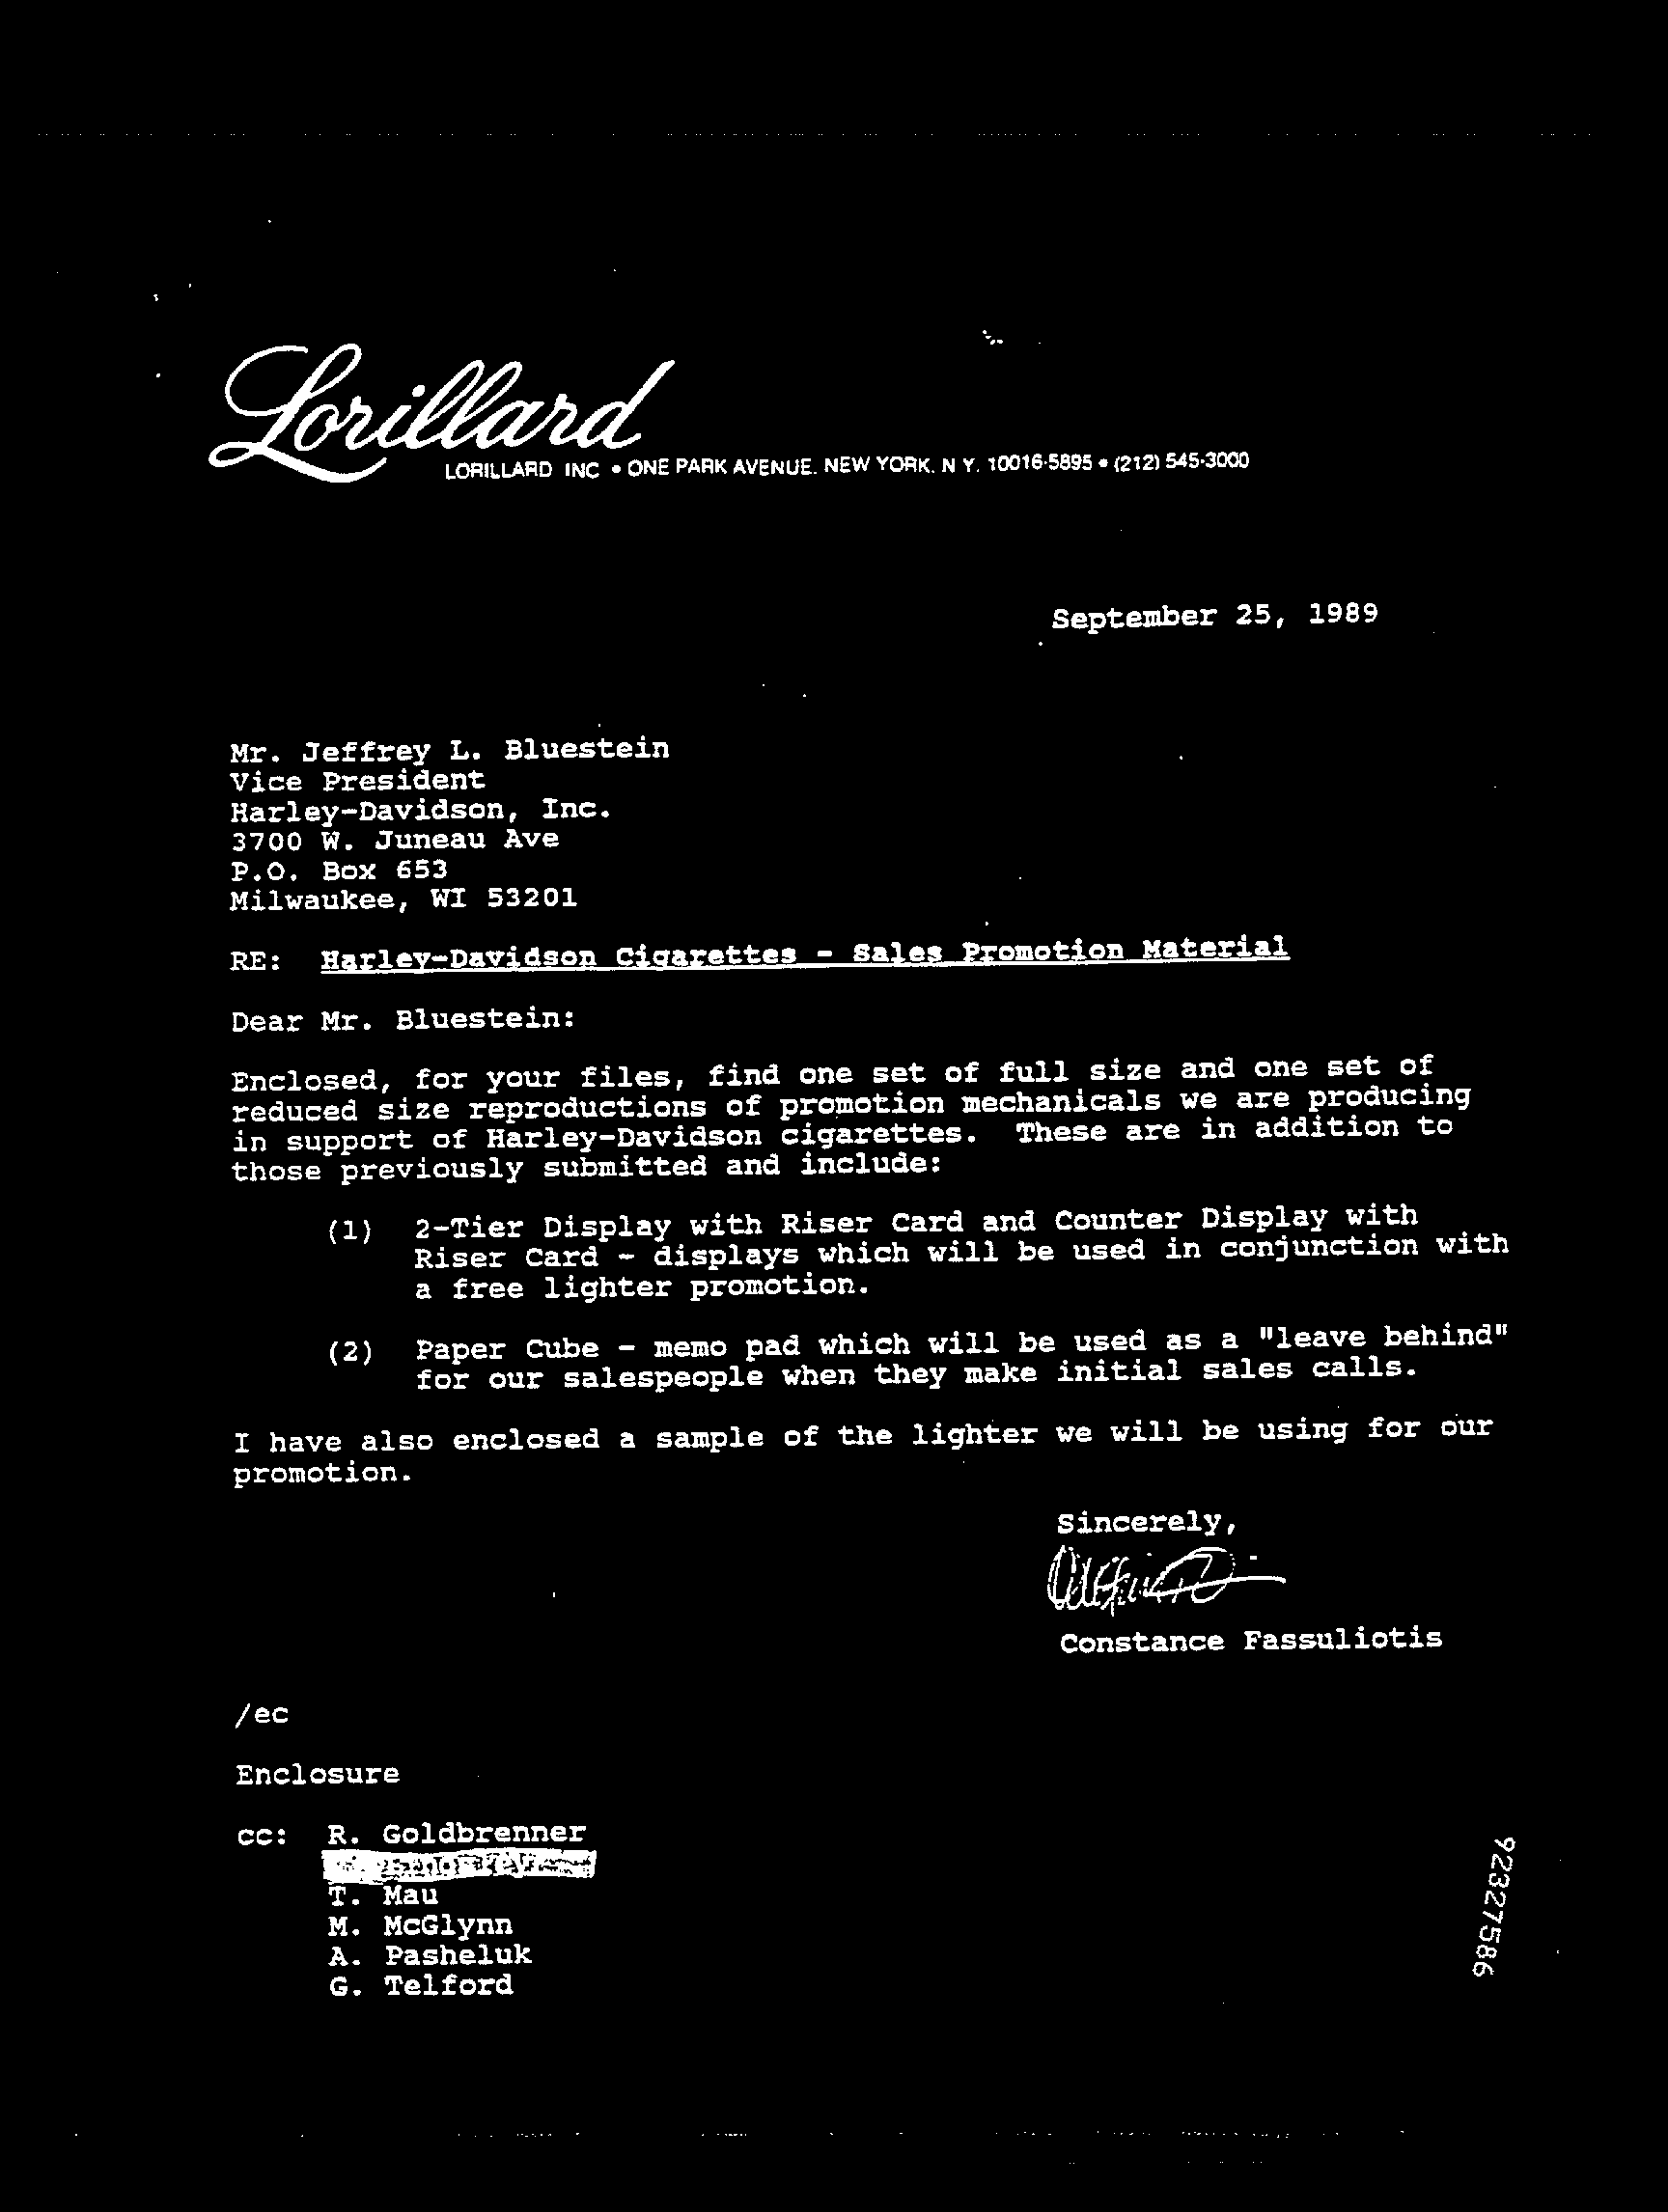 Lorillard
LORILLARD INC • ONE PARK AVENUE. NEW YORK. N Y. 10016-5895 • (212) 545-3000
September 25, 1989
Mr. Jeffrey L. Bluestein
Vice President
Harley-Davidson, Inc.
3700 W. Juneau Ave
P.O. Box 653
Milwaukee, WI 53201
RE: Harley-Davidson Cigarettes - Sales Promotion Material
Dear Mr. Bluestein:
Enclosed, for your files, find one set of full size and one set of
reduced size reproductions of promotion mechanicals we are producing
in support of Harley-Davidson cigarettes. These are in addition to
those previously submitted and include:
(1) 2-Tier Display with Riser Card and Counter Display with
Riser Card - displays which will be used in conjunction with
a free lighter promotion.
(2) Paper Cube - memo pad which will be used as a "leave behind"
for our salespeople when they make initial sales calls.
I have also enclosed a sample of the lighter we will be using for our
promotion.
Sincerely,
Constance Fassuliotis
/ec
Enclosure
cc: R. Goldbrenner
T. Mau
M. McGlynn
A. Pasheluk
G. Telford
92327586